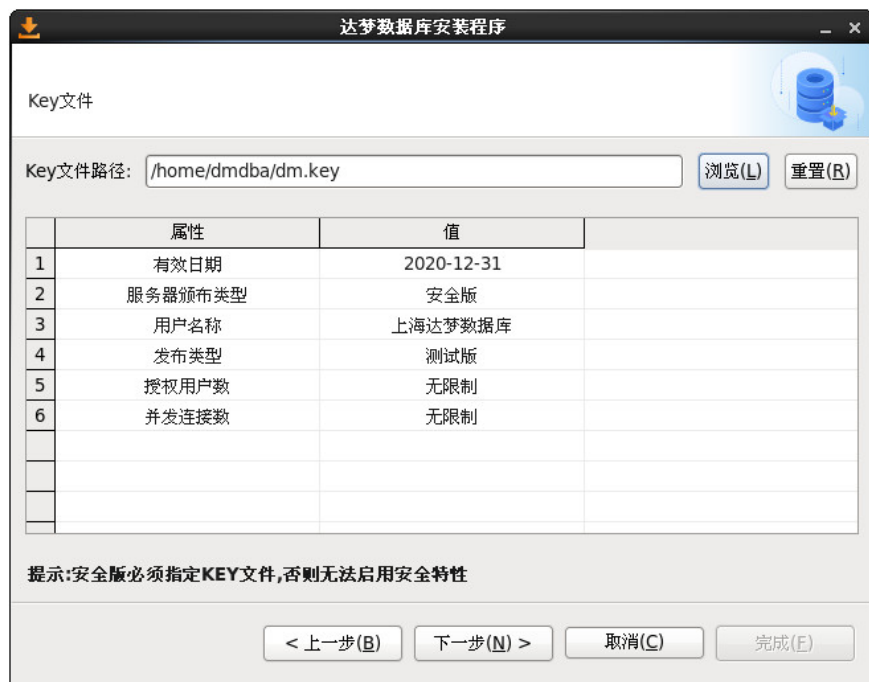 达梦数据库安装程序
Key文件
Key文件路径: /home/dmdba/dm.key 浏览(L) 重置(R)
属性 值
1 有效日期 2020-12-31
2 服务器颁布类型 安全版
3 用户名称 上海达梦数据库
4 发布类型 测试版
5 授权用户数 无限制
6 并发连接数 无限制
提示:安全版必须指定KEY文件,否则无法启用安全特性
< 上一步(B) 下一步(N) > 取消(C) 完成(F)